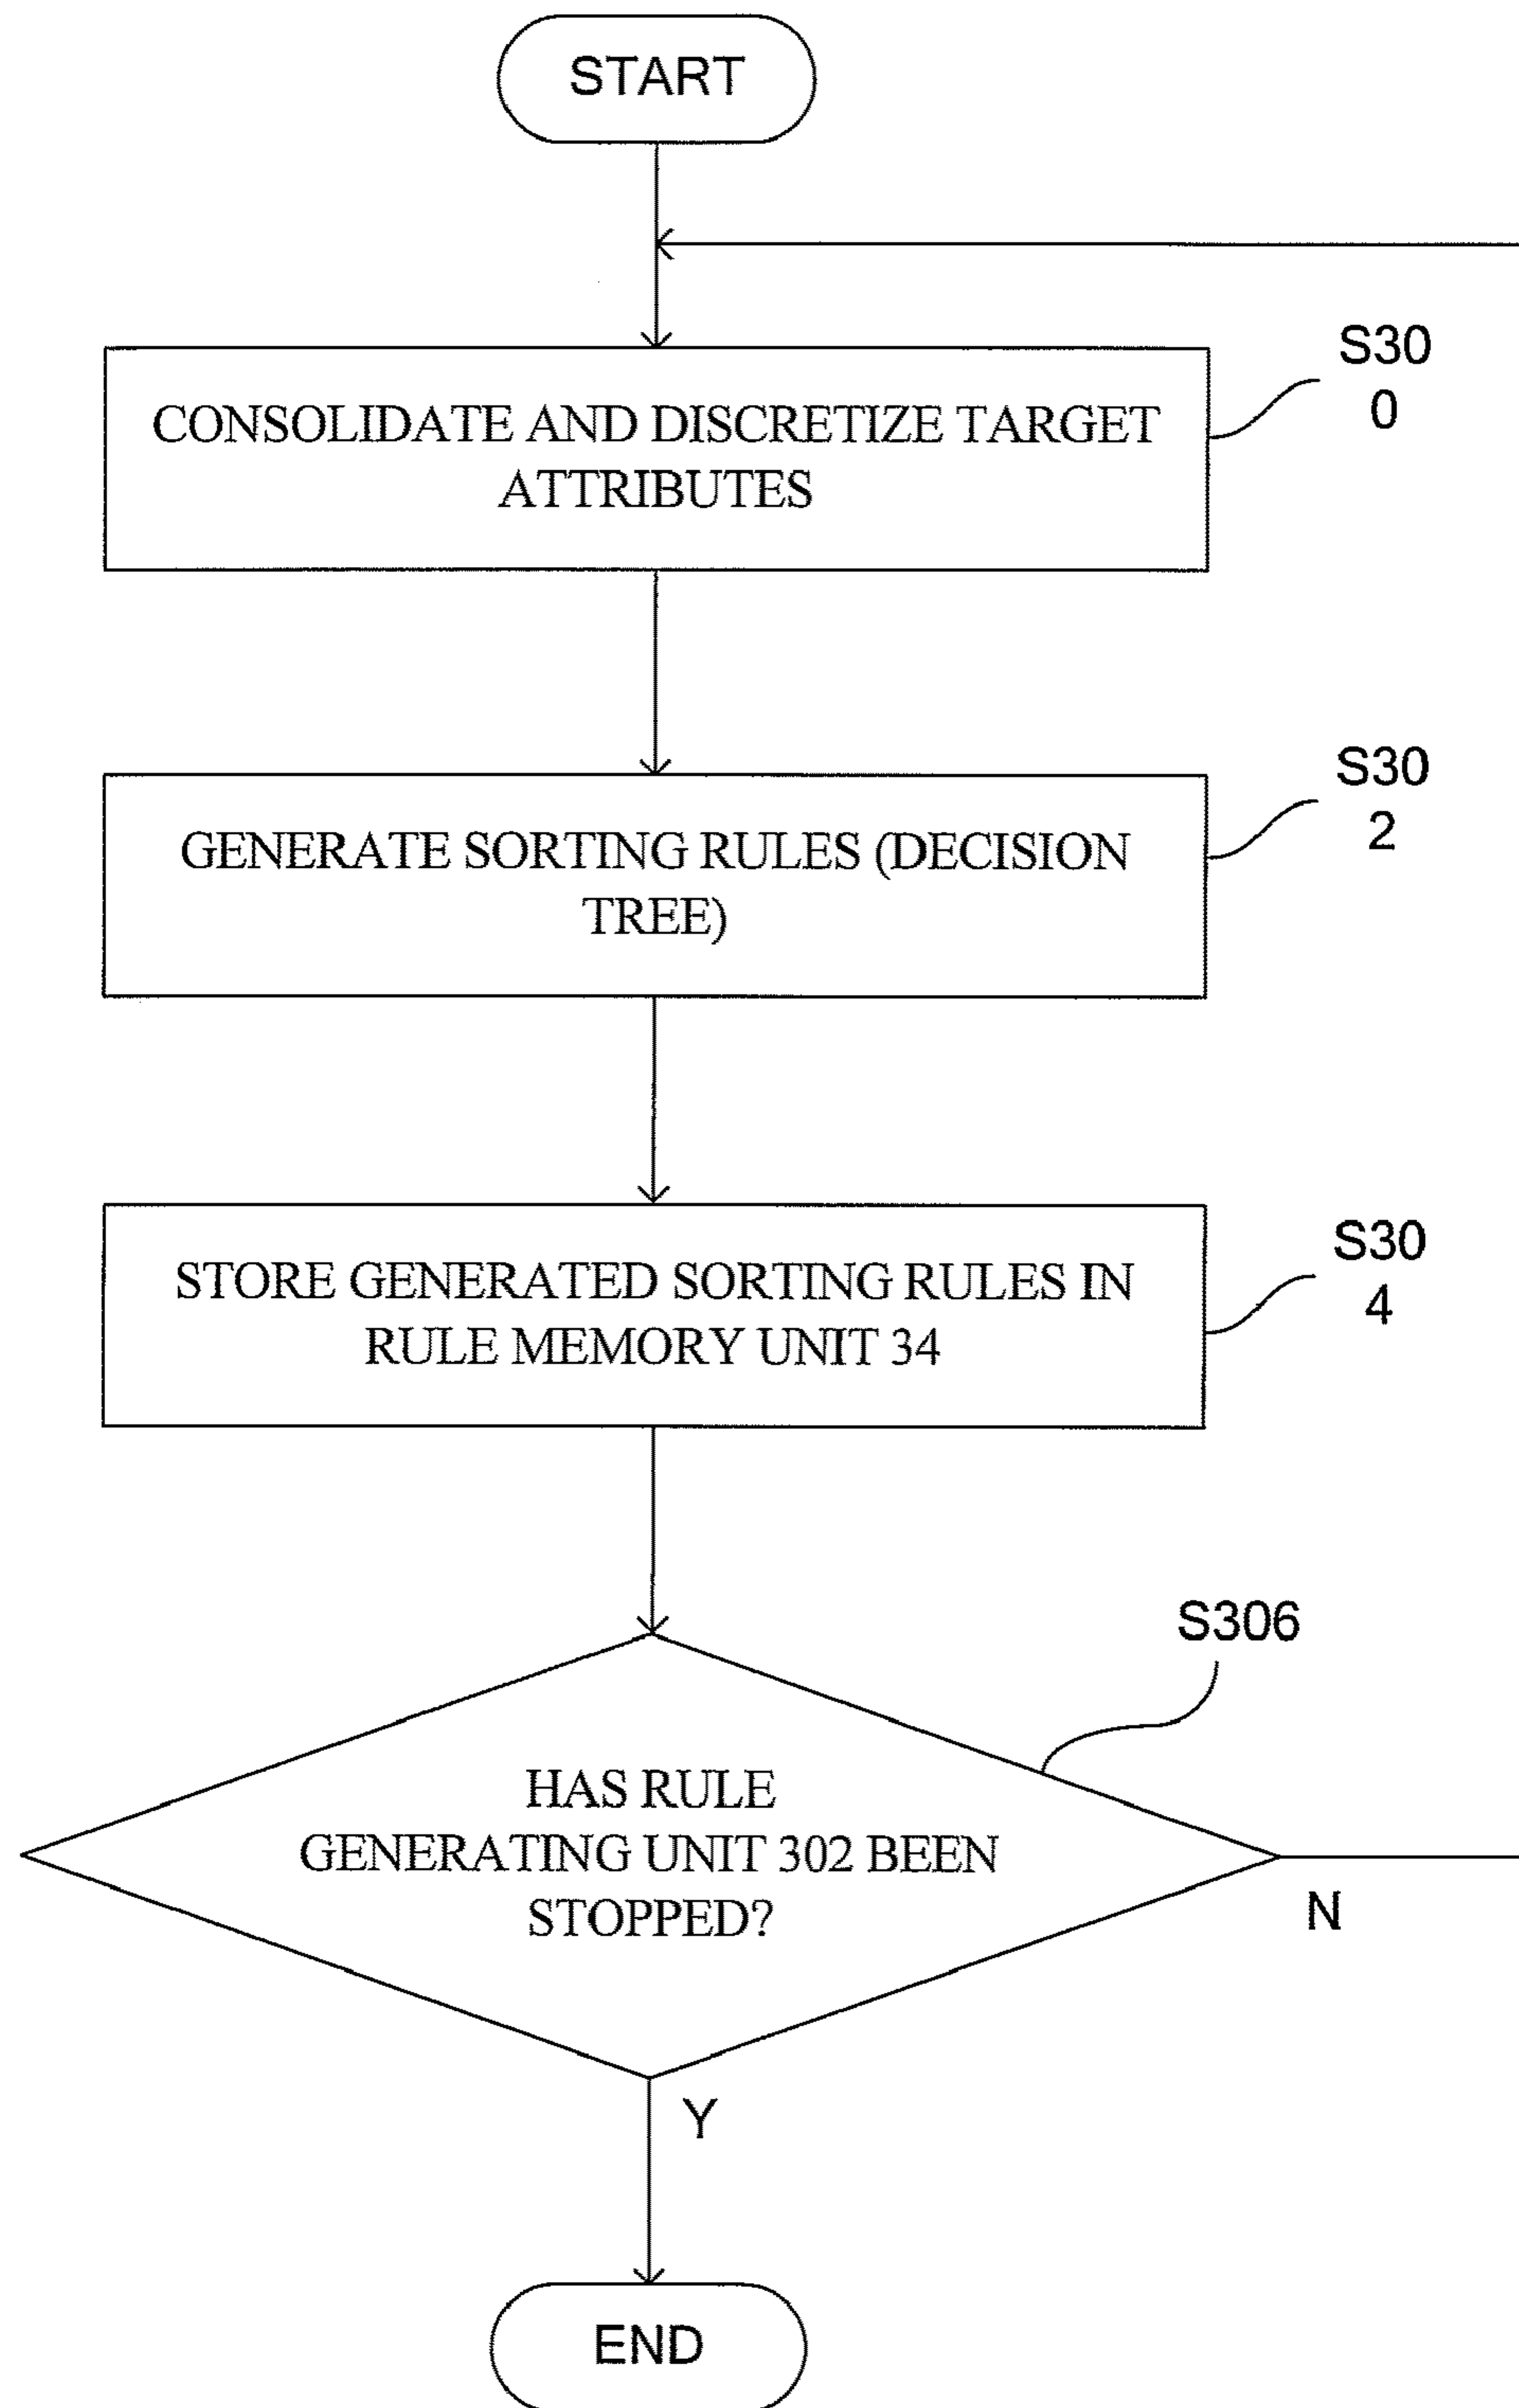 START
S30
0
CONSOLIDATE AND DISCRETIZE TARGET
ATTRIBUTES
S30
2
GENERATE SORTING RULES (DECISION
TREE)
S30
4
STORE GENERATED SORTING RULES IN
RULE MEMORY UNIT 34
S306
HAS RULE
GENERATING UNIT 302 BEEN
STOPPED?
N
Y
END